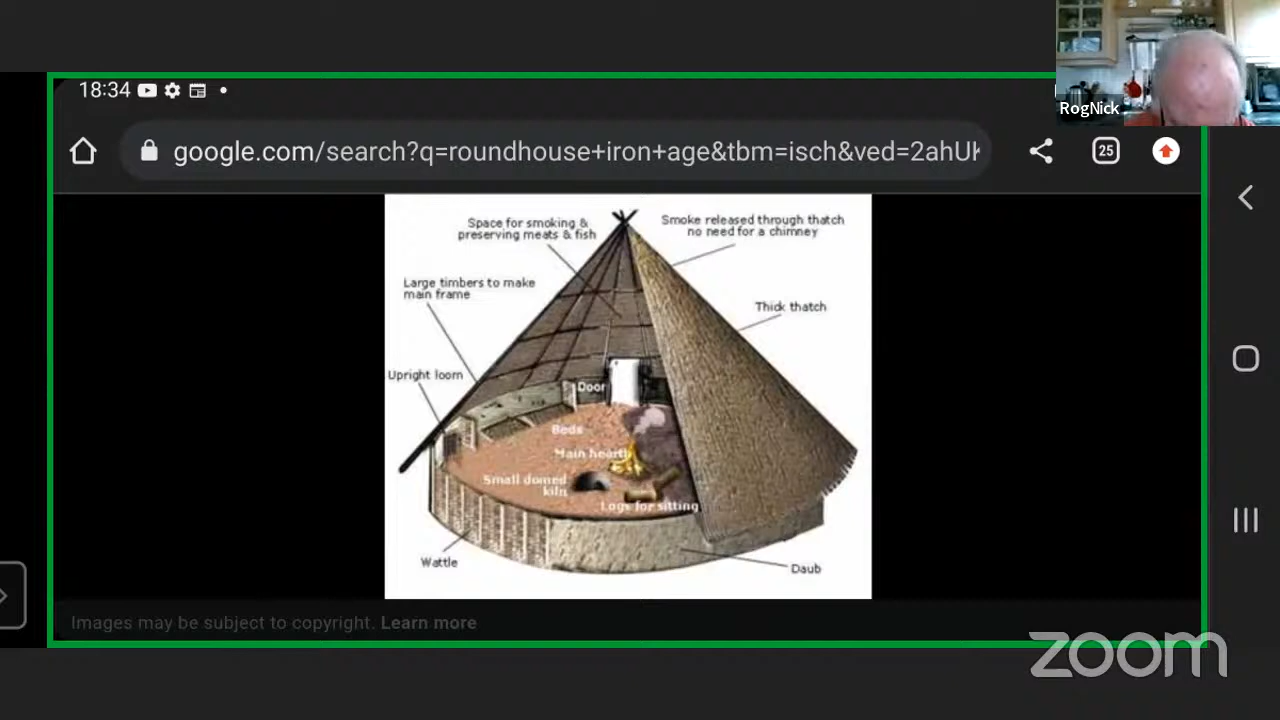 18:34
RogNick
google.com/search?q=roundhouse+iron+age&tbm=isch&ved=2ahUK
25
Space for smoking &
preserving meats & fish
Smoke released through thatch
no need for a chimney
Large timbers to make
main frame
Thick thatch
Upright loom
Door
Beds
Main hearth
Small domed
kiln
Logs for sitting
Wattle
Daub
Images may be subject to copyright. Learn more
zoom